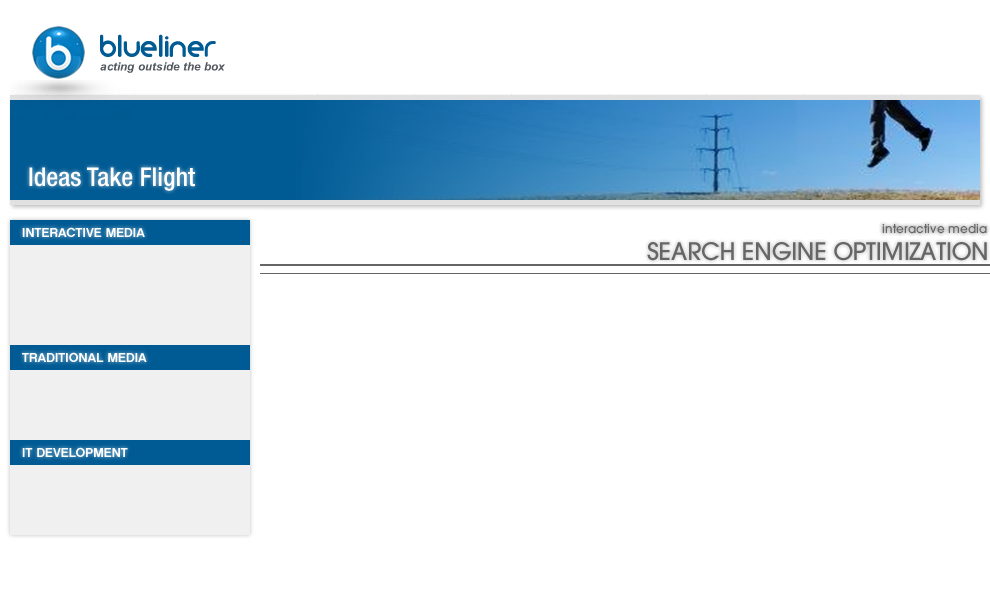 b blueliner
acting outside the box
Ideas Take Flight
INTERACTIVE MEDIA
TRADITIONAL MEDIA
IT DEVELOPMENT
interactive media
SEARCH ENGINE OPTIMIZATION